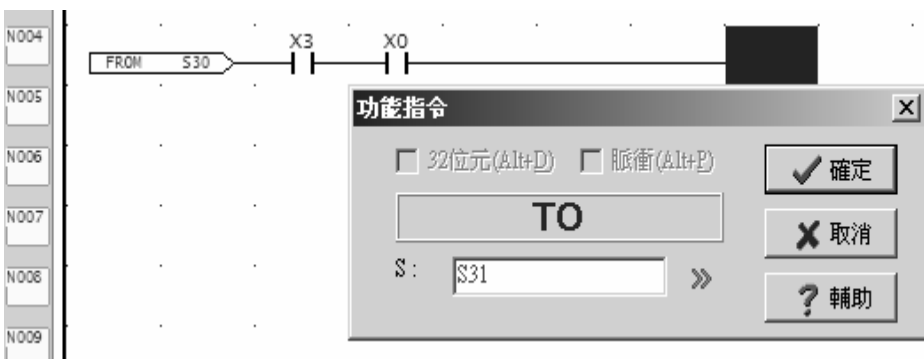 N004
X3 X0
FROM S30
N005
N006
N007
N008
N009
功能指令
32位元(Alt+D) 脈衝(Alt+P)
確定
TO
取消
S: S31
輔助